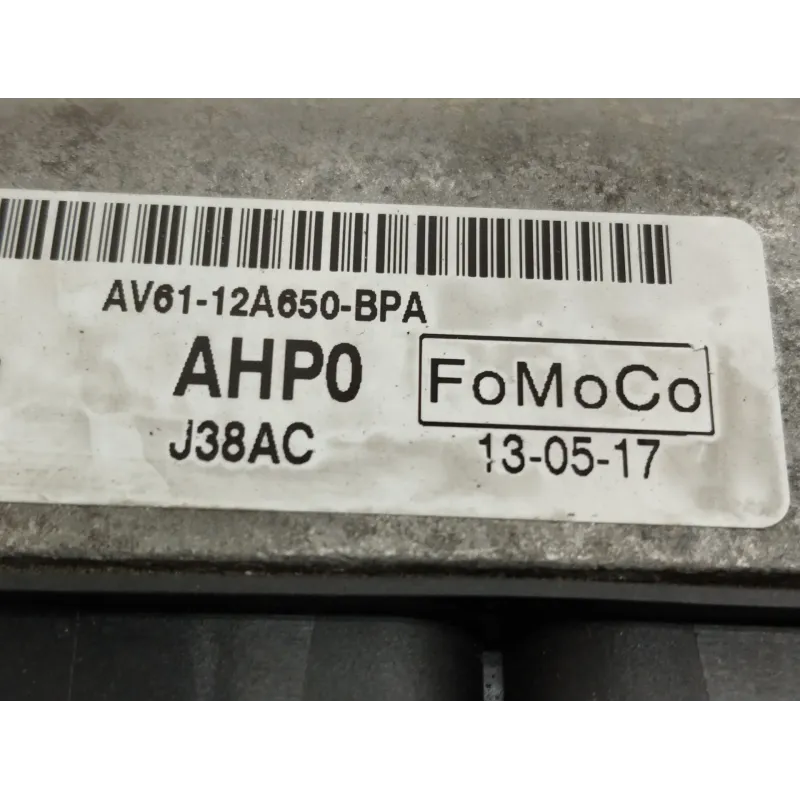 AV61-12A650-BPA
AHP0 FoMoCo
J38AC 13-05-17